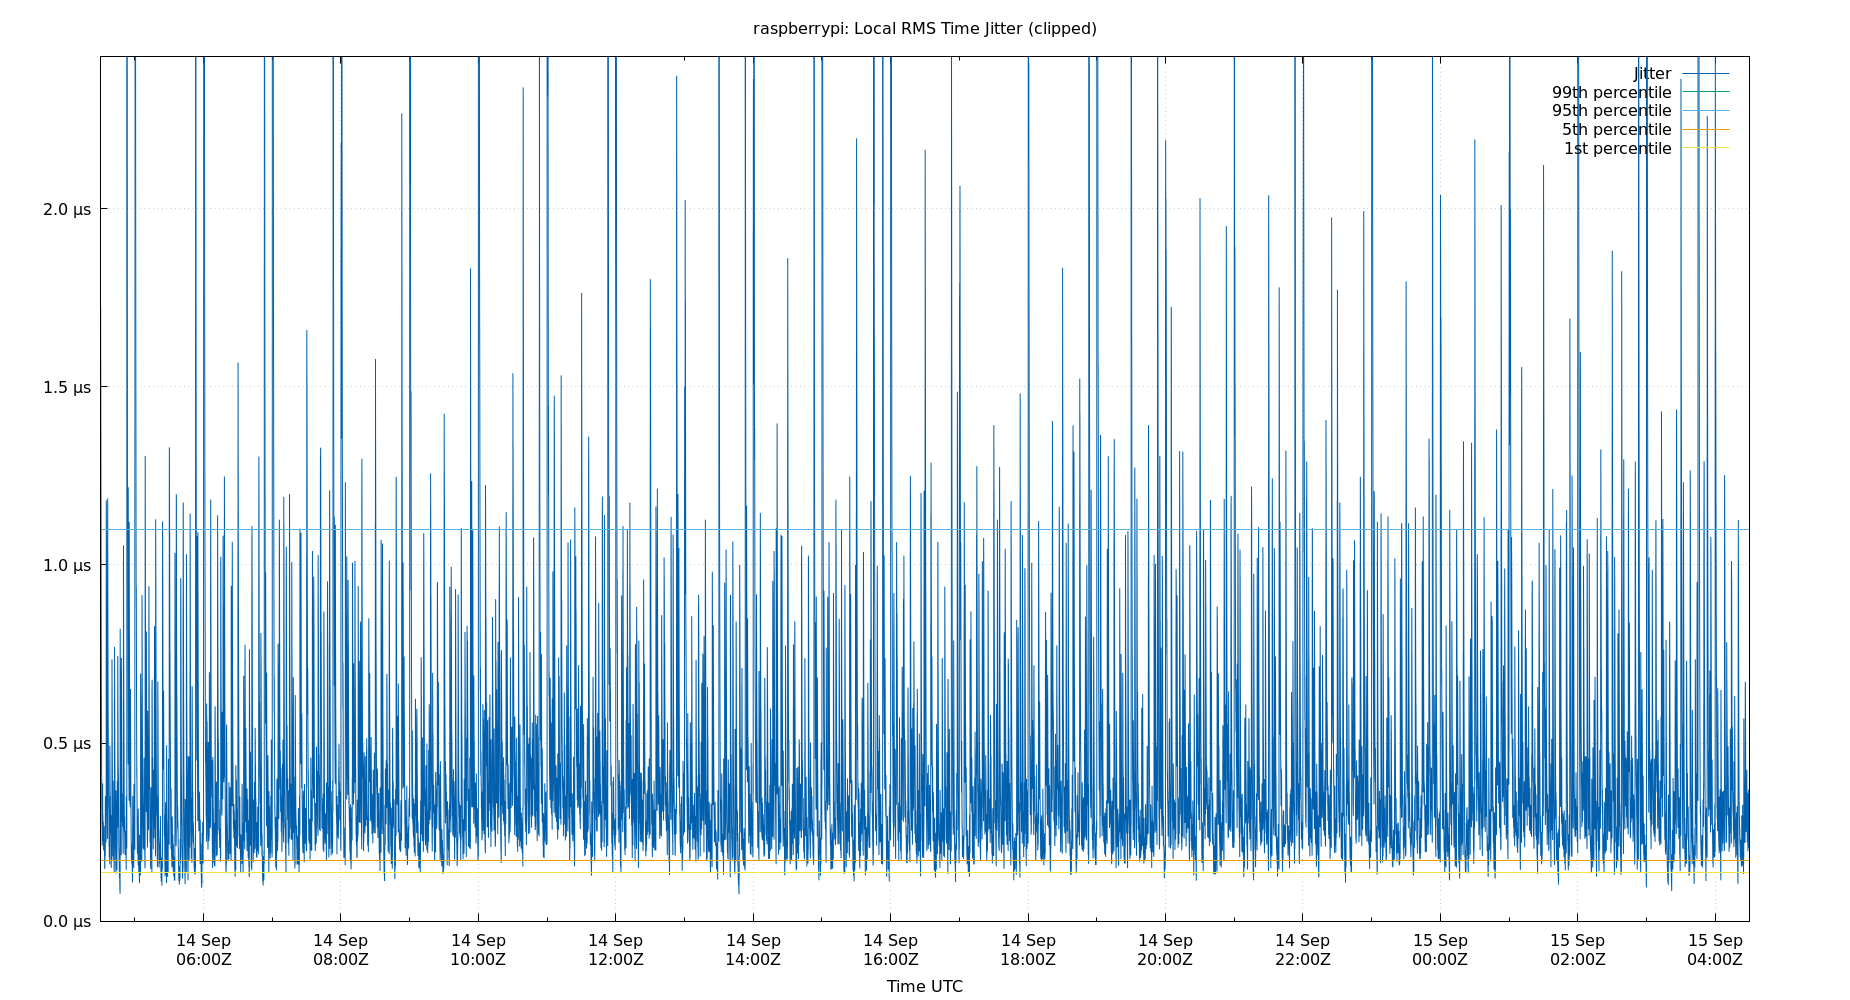 raspberrypi: Local RMS Time Jitter (clipped)
Jitter
99th percentile
95th percentile
5th percentile
1st percentile
2.0 µs
1.5 µs
1.0 µs
0.5 µs
0.0 µs
14 Sep 14 Sep 14 Sep 14 Sep 14 Sep 14 Sep 14 Sep 14 Sep 14 Sep 15 Sep 15 Sep 15 Sep
06:00Z 08:00Z 10:00Z 12:00Z 14:00Z 16:00Z 18:00Z 20:00Z 22:00Z 00:00Z 02:00Z 04:00Z
Time UTC